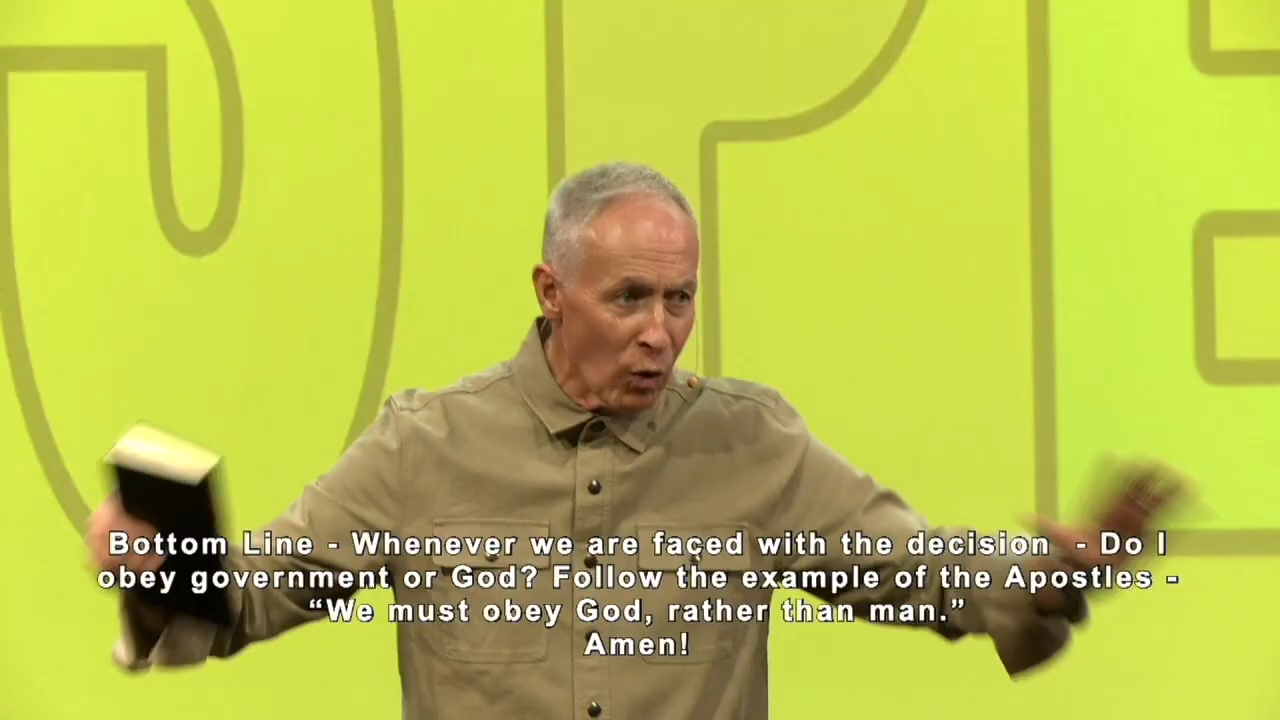 Bottom Line - Whenever we are faced with the decision - Do I
obey government or God? Follow the example of the Apostles -
“We must obey God, rather than man.”
Amen!